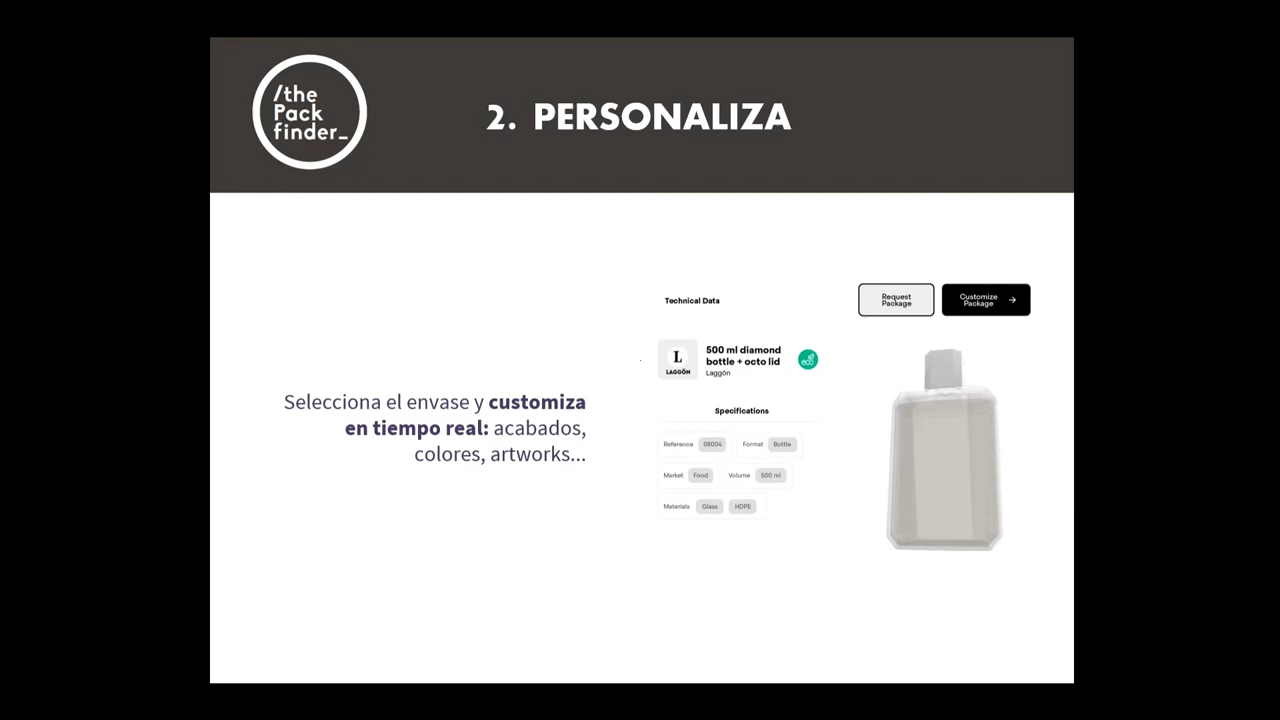 /the
Pack
finder_
2. PERSONALIZA
Selecciona el envase y customiza
en tiempo real: acabados,
colores, artworks...
Technical Data
Request
Package
Customize
Package →
L
LAGGÕN
500 ml diamond
bottle + octo lid
Laggõn
eco
Specifications
Reference 08004 Format Bottle
Market Food Volume 500 ml
Materials Glass HDPE